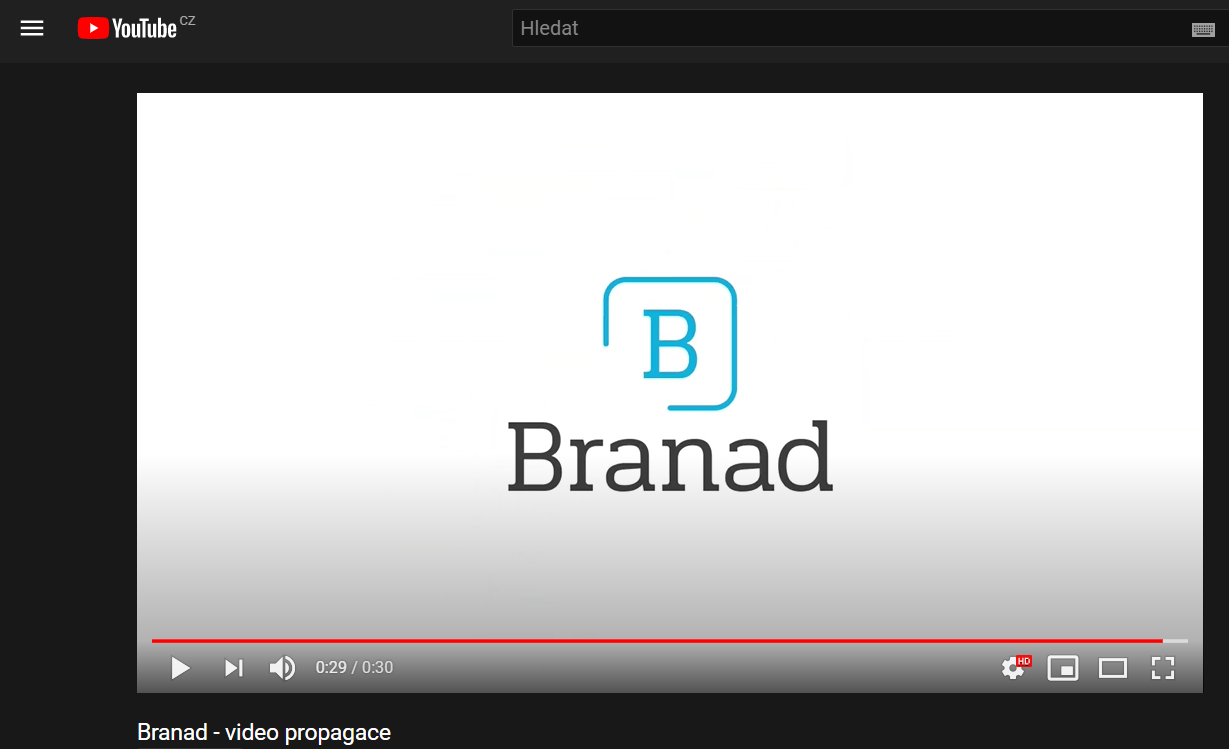 YouTube CZ
Hledat
B
Branad
0:29 / 0:30
HD
Branad - video propagace